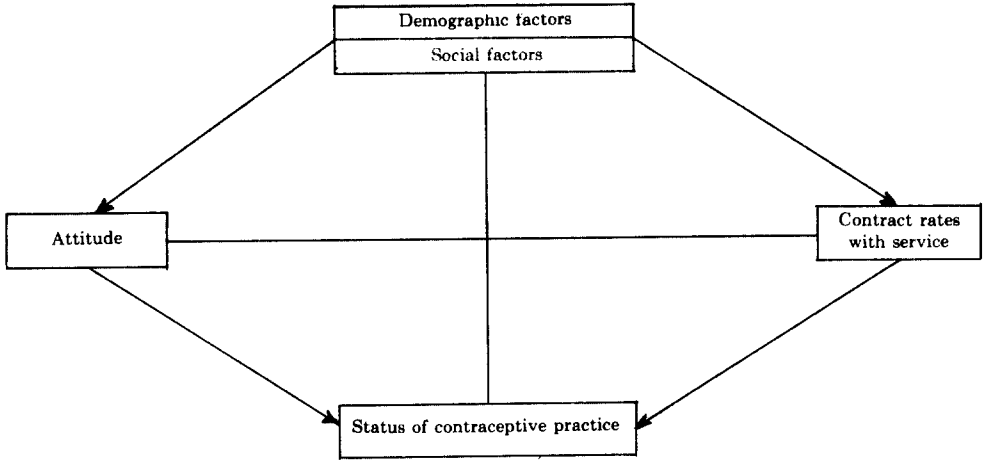 Demographic factors
Social factors
Attitude
Contract rates
with service
Status of contraceptive practice